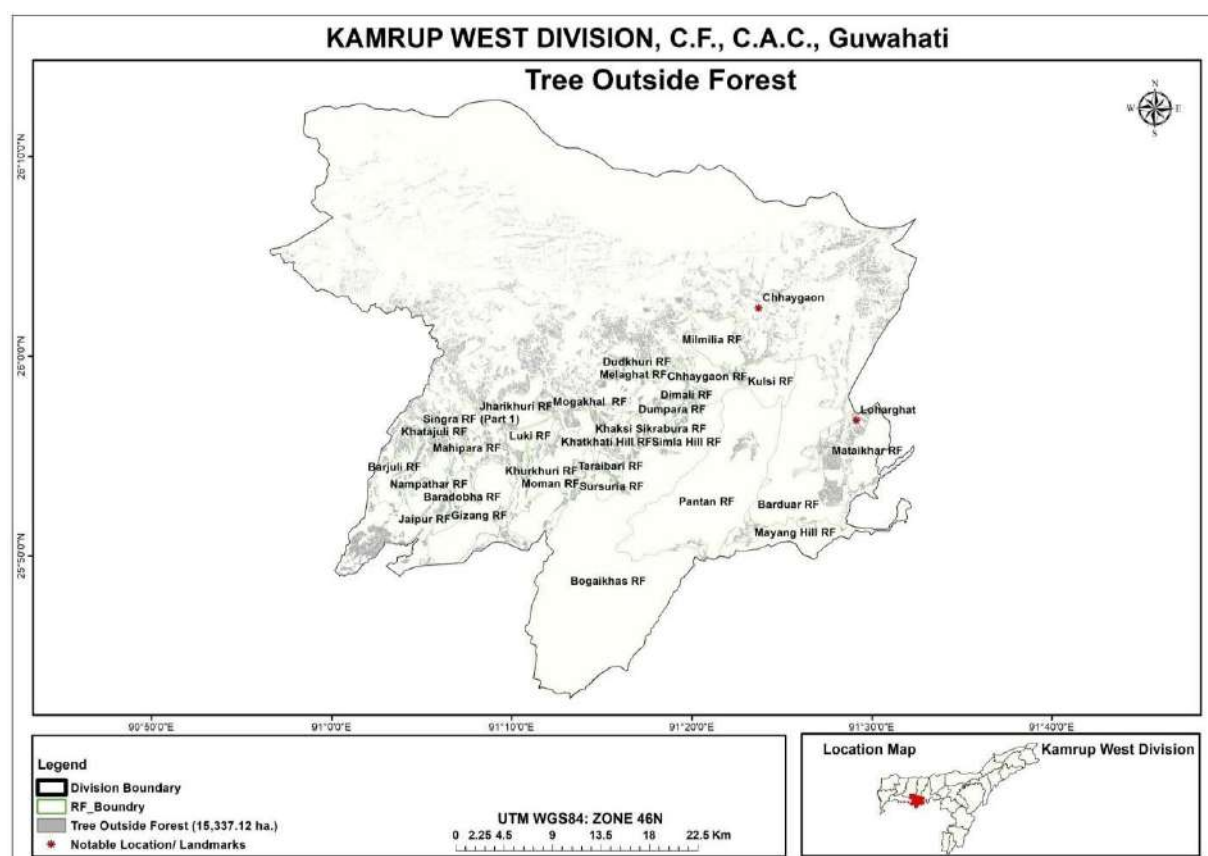 KAMRUP WEST DIVISION, C.F., C.A.C., Guwahati
Tree Outside Forest
N
W E
S
26°10'0"N
26°0'0"N
25°50'0"N
Chhaygaon
Milmilia RF
Dudkhuri RF
Melaghat RF Chhaygaon RF
Kulsi RF
Dimali RF
Mogakhal RF
Jharikhuri RF
Dumpara RF
Loharghat
Singra RF (Part 1)
Khatajuli RF
Luki RF
Khaksi Sikrabura RF
Khatkhati Hill RF Simla Hill RF
Mahipara RF
Mataikhar RF
Barjuli RF
Khurkhuri RF
Taraibari RF
Nampathar RF
Moman RF
Sursuria RF
Baradobha RF
Pantan RF
Barduar RF
Jaipur RF
Gizang RF
Mayang Hill RF
Bogaikhas RF
90°50'0"E 91°0'0"E 91°10'0"E 91°20'0"E 91°30'0"E 91°40'0"E
Legend
Division Boundary
RF_Boundry
Tree Outside Forest (15,337.12 ha.)
Notable Location/ Landmarks
UTM WGS84: ZONE 46N
0 2.25 4.5 9 13.5 18 22.5 Km
Location Map
Kamrup West Division